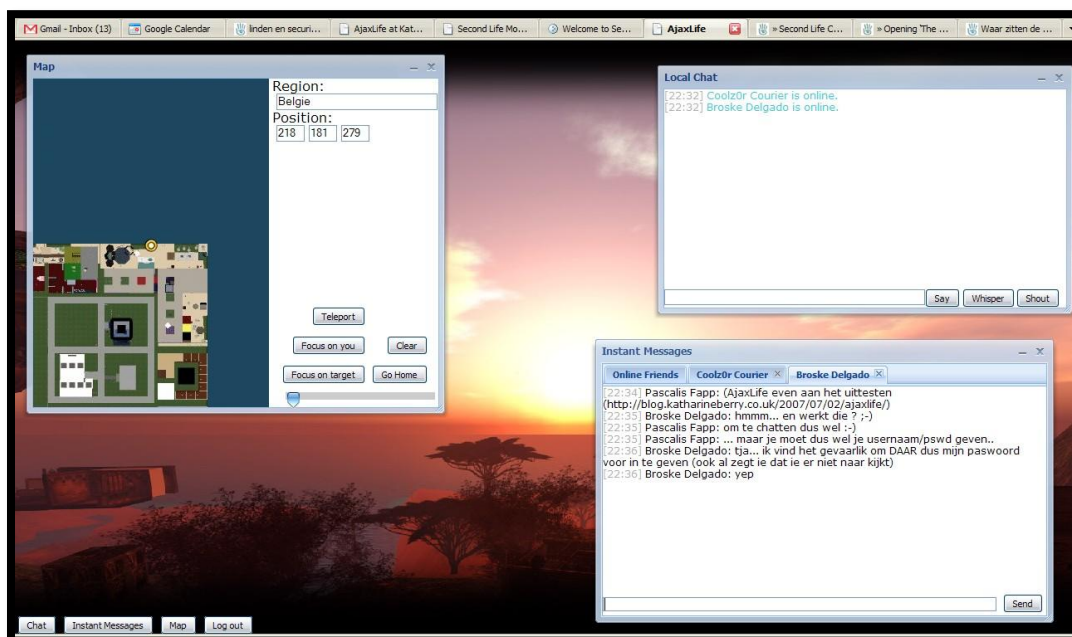 Gmail - Inbox (13) Google Calendar linden en securi... AjaxLife at Kat... Second Life Mo... Welcome to Se... AjaxLife » Second Life C... » Opening 'The ... Waar zitten de ...
Map
Region:
Belgie
Position:
218 181 279
Teleport
Focus on you Clear
Focus on target Go Home
Local Chat
[22:32] Coolz0r Courier is online.
[22:32] Broske Delgado is online.
Say Whisper Shout
Instant Messages
Online Friends Coolz0r Courier Broske Delgado
[22:34] Pascalis Fapp: (AjaxLife even aan het uittesten
(http://blog.katharineberry.co.uk/2007/07/02/ajaxlife/)
[22:35] Broske Delgado: hmmm... en werkt die ? ;-)
[22:35] Pascalis Fapp: om te chatten dus wel :-)
[22:35] Pascalis Fapp: ... maar je moet dus wel je usernaam/pswd geven..
[22:36] Broske Delgado: tja... ik vind het gevaarlik om DAAR dus mijn paswoord
voor in te geven (ook al zegt ie dat ie er niet naar kijkt)
[22:36] Broske Delgado: yep
Send
Chat Instant Messages Map Log out